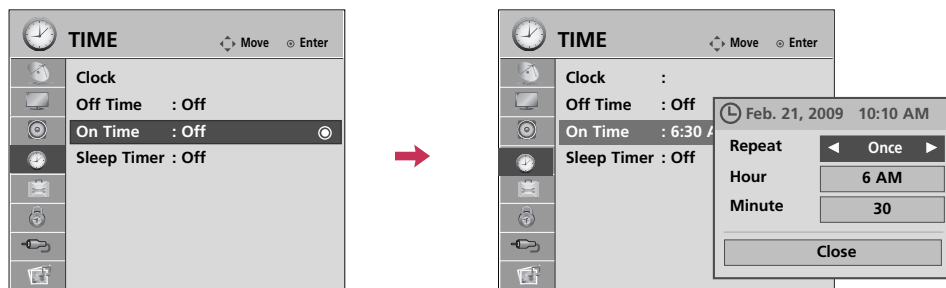 TIME Move Enter
Clock
Off Time : Off
On Time : Off
Sleep Timer : Off
TIME Move Enter
Clock :
Off Time : Off
On Time : 6:30 A
Sleep Timer : Off
Feb. 21, 2009 10:10 AM
Repeat ◀ Once ▶
Hour 6 AM
Minute 30
Close